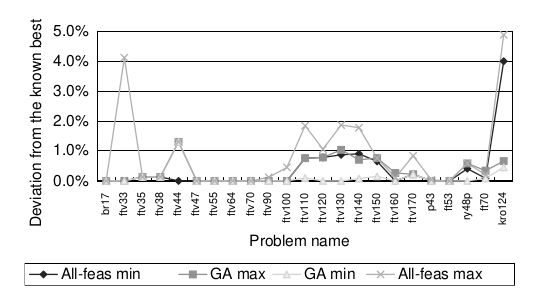 Deviation from the known best
5.0%
4.0%
3.0%
2.0%
1.0%
0.0%
br17
ftv33
ftv35
ftv38
ftv44
ftv47
ftv55
ftv64
ftv70
ftv90
ftv100
ftv110
ftv120
ftv130
ftv140
ftv150
ftv160
ftv170
p43
ft53
ry48p
ft70
kro124
Problem name
All-feas min GA max GA min All-feas max